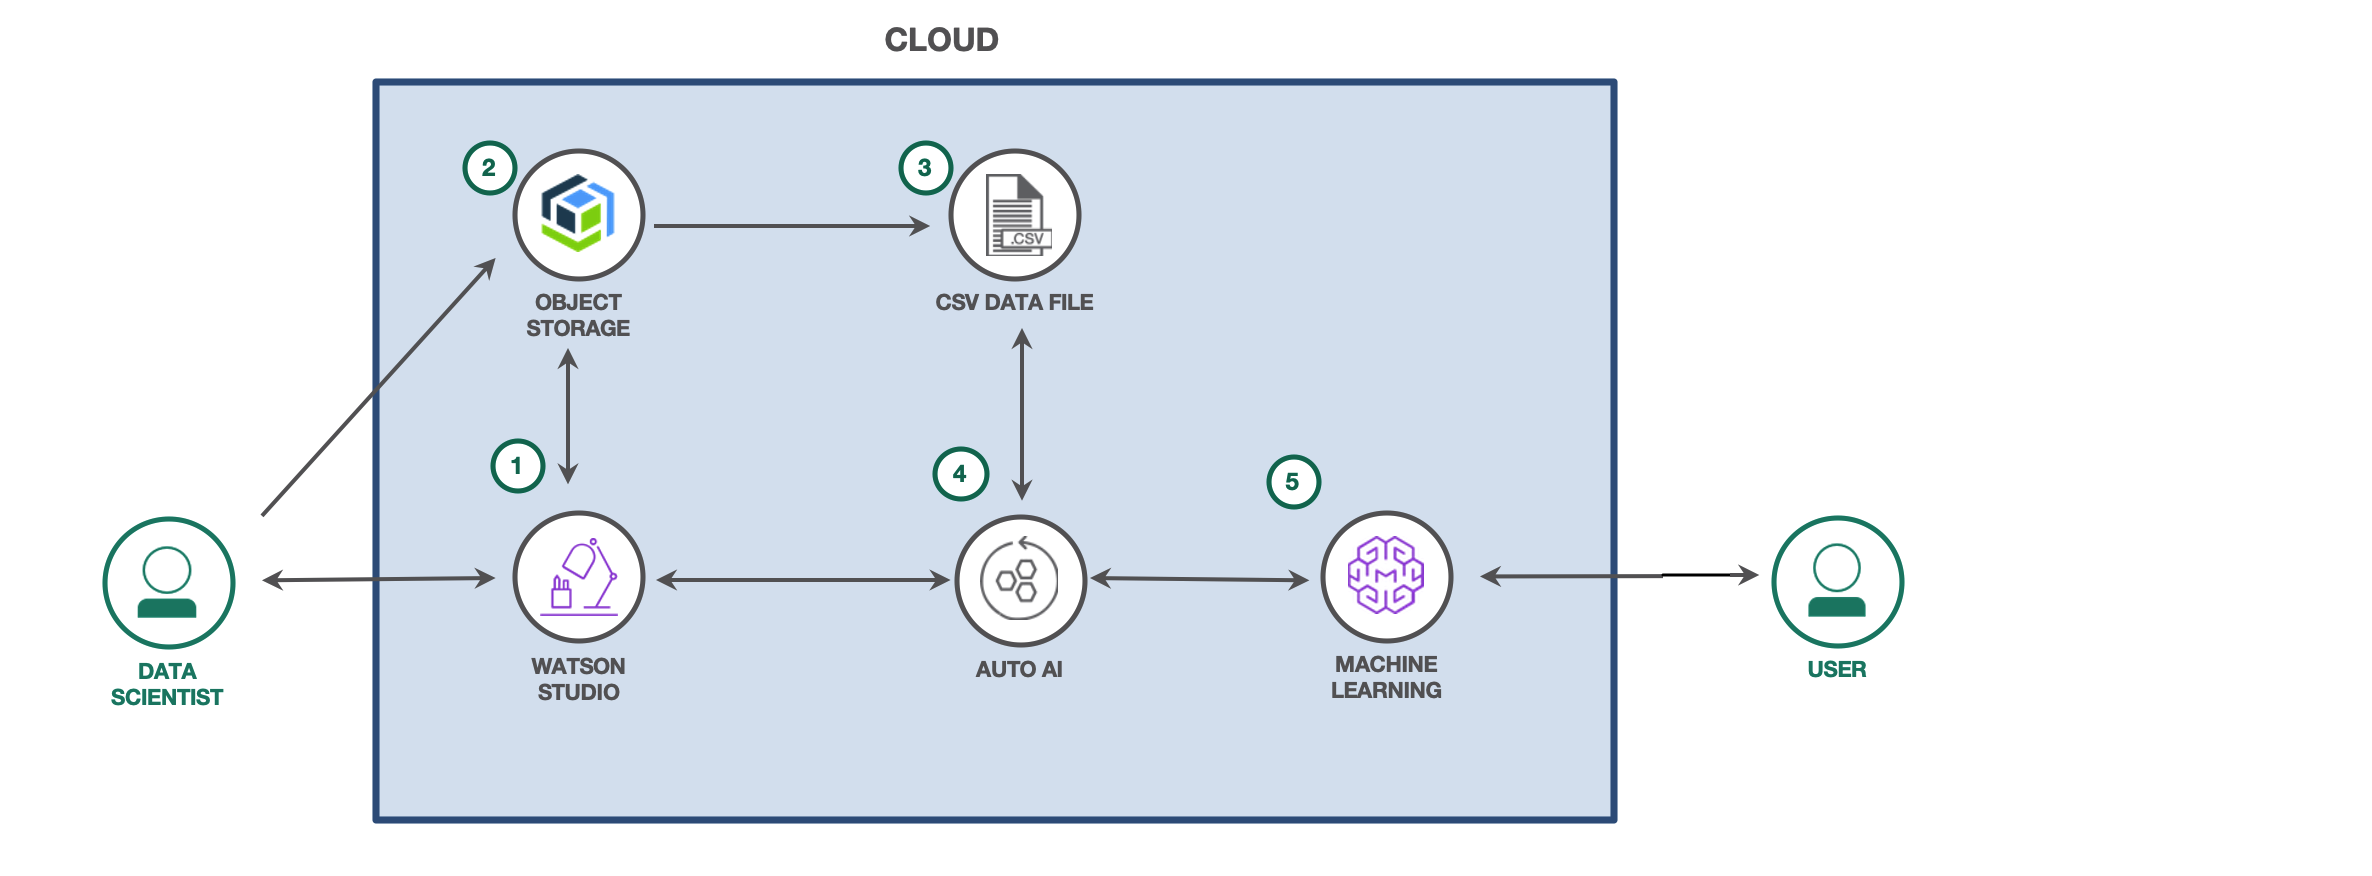 CLOUD
2
3
.CSV
OBJECT
STORAGE
CSV DATA FILE
1
4
5
M
DATA
SCIENTIST
WATSON
STUDIO
AUTO AI
MACHINE
LEARNING
USER